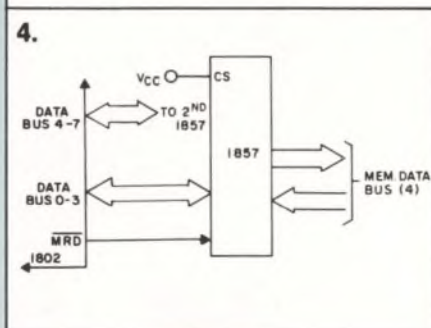 4.
VCC
CS
DATA
BUS 4-7
TO 2ND
1857
1857
DATA
BUS 0-3
MEM. DATA
BUS (4)
MRD
1802